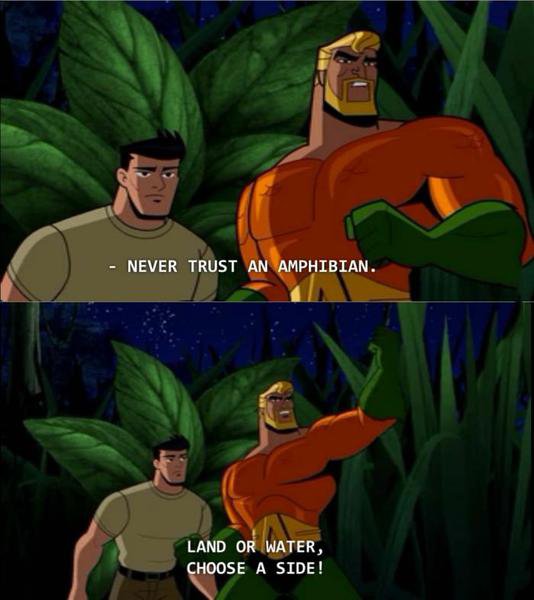 - NEVER TRUST AN AMPHIBIAN.
LAND OR WATER,
CHOOSE A SIDE!